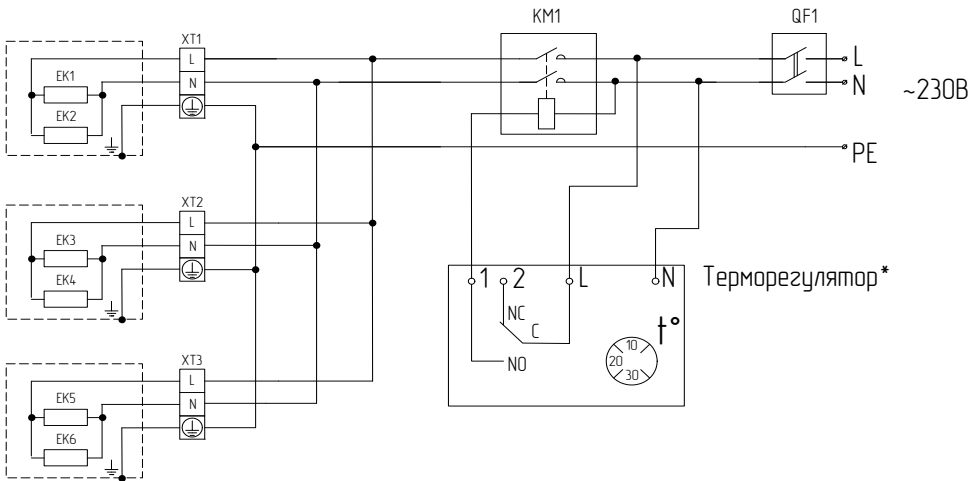 KM1
QF1
XT1
L
N
EK1
EK2
L
N
~230В
PE
XT2
L
N
EK3
EK4
1
2
L
N
Терморегулятор*
NC
C
NO
t°
10
20
30
XT3
L
N
EK5
EK6